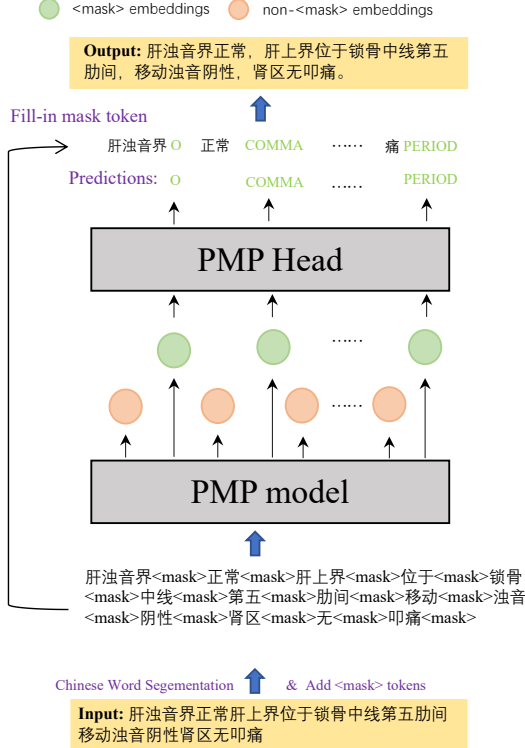 <mask> embeddings non-<mask> embeddings
Output: 肝浊音界正常，肝上界位于锁骨中线第五
肋间，移动浊音阴性，肾区无叩痛。
Fill-in mask token
肝浊音界 O 正常 COMMA …… 痛 PERIOD
Predictions: O COMMA …… PERIOD
PMP Head
……
……
PMP model
肝浊音界<mask>正常<mask>肝上界<mask>位于<mask>锁骨
<mask>中线<mask>第五<mask>肋间<mask>移动<mask>浊音
<mask>阴性<mask>肾区<mask>无<mask>叩痛<mask>
Chinese Word Segementation & Add <mask> tokens
Input: 肝浊音界正常肝上界位于锁骨中线第五肋间
移动浊音阴性肾区无叩痛